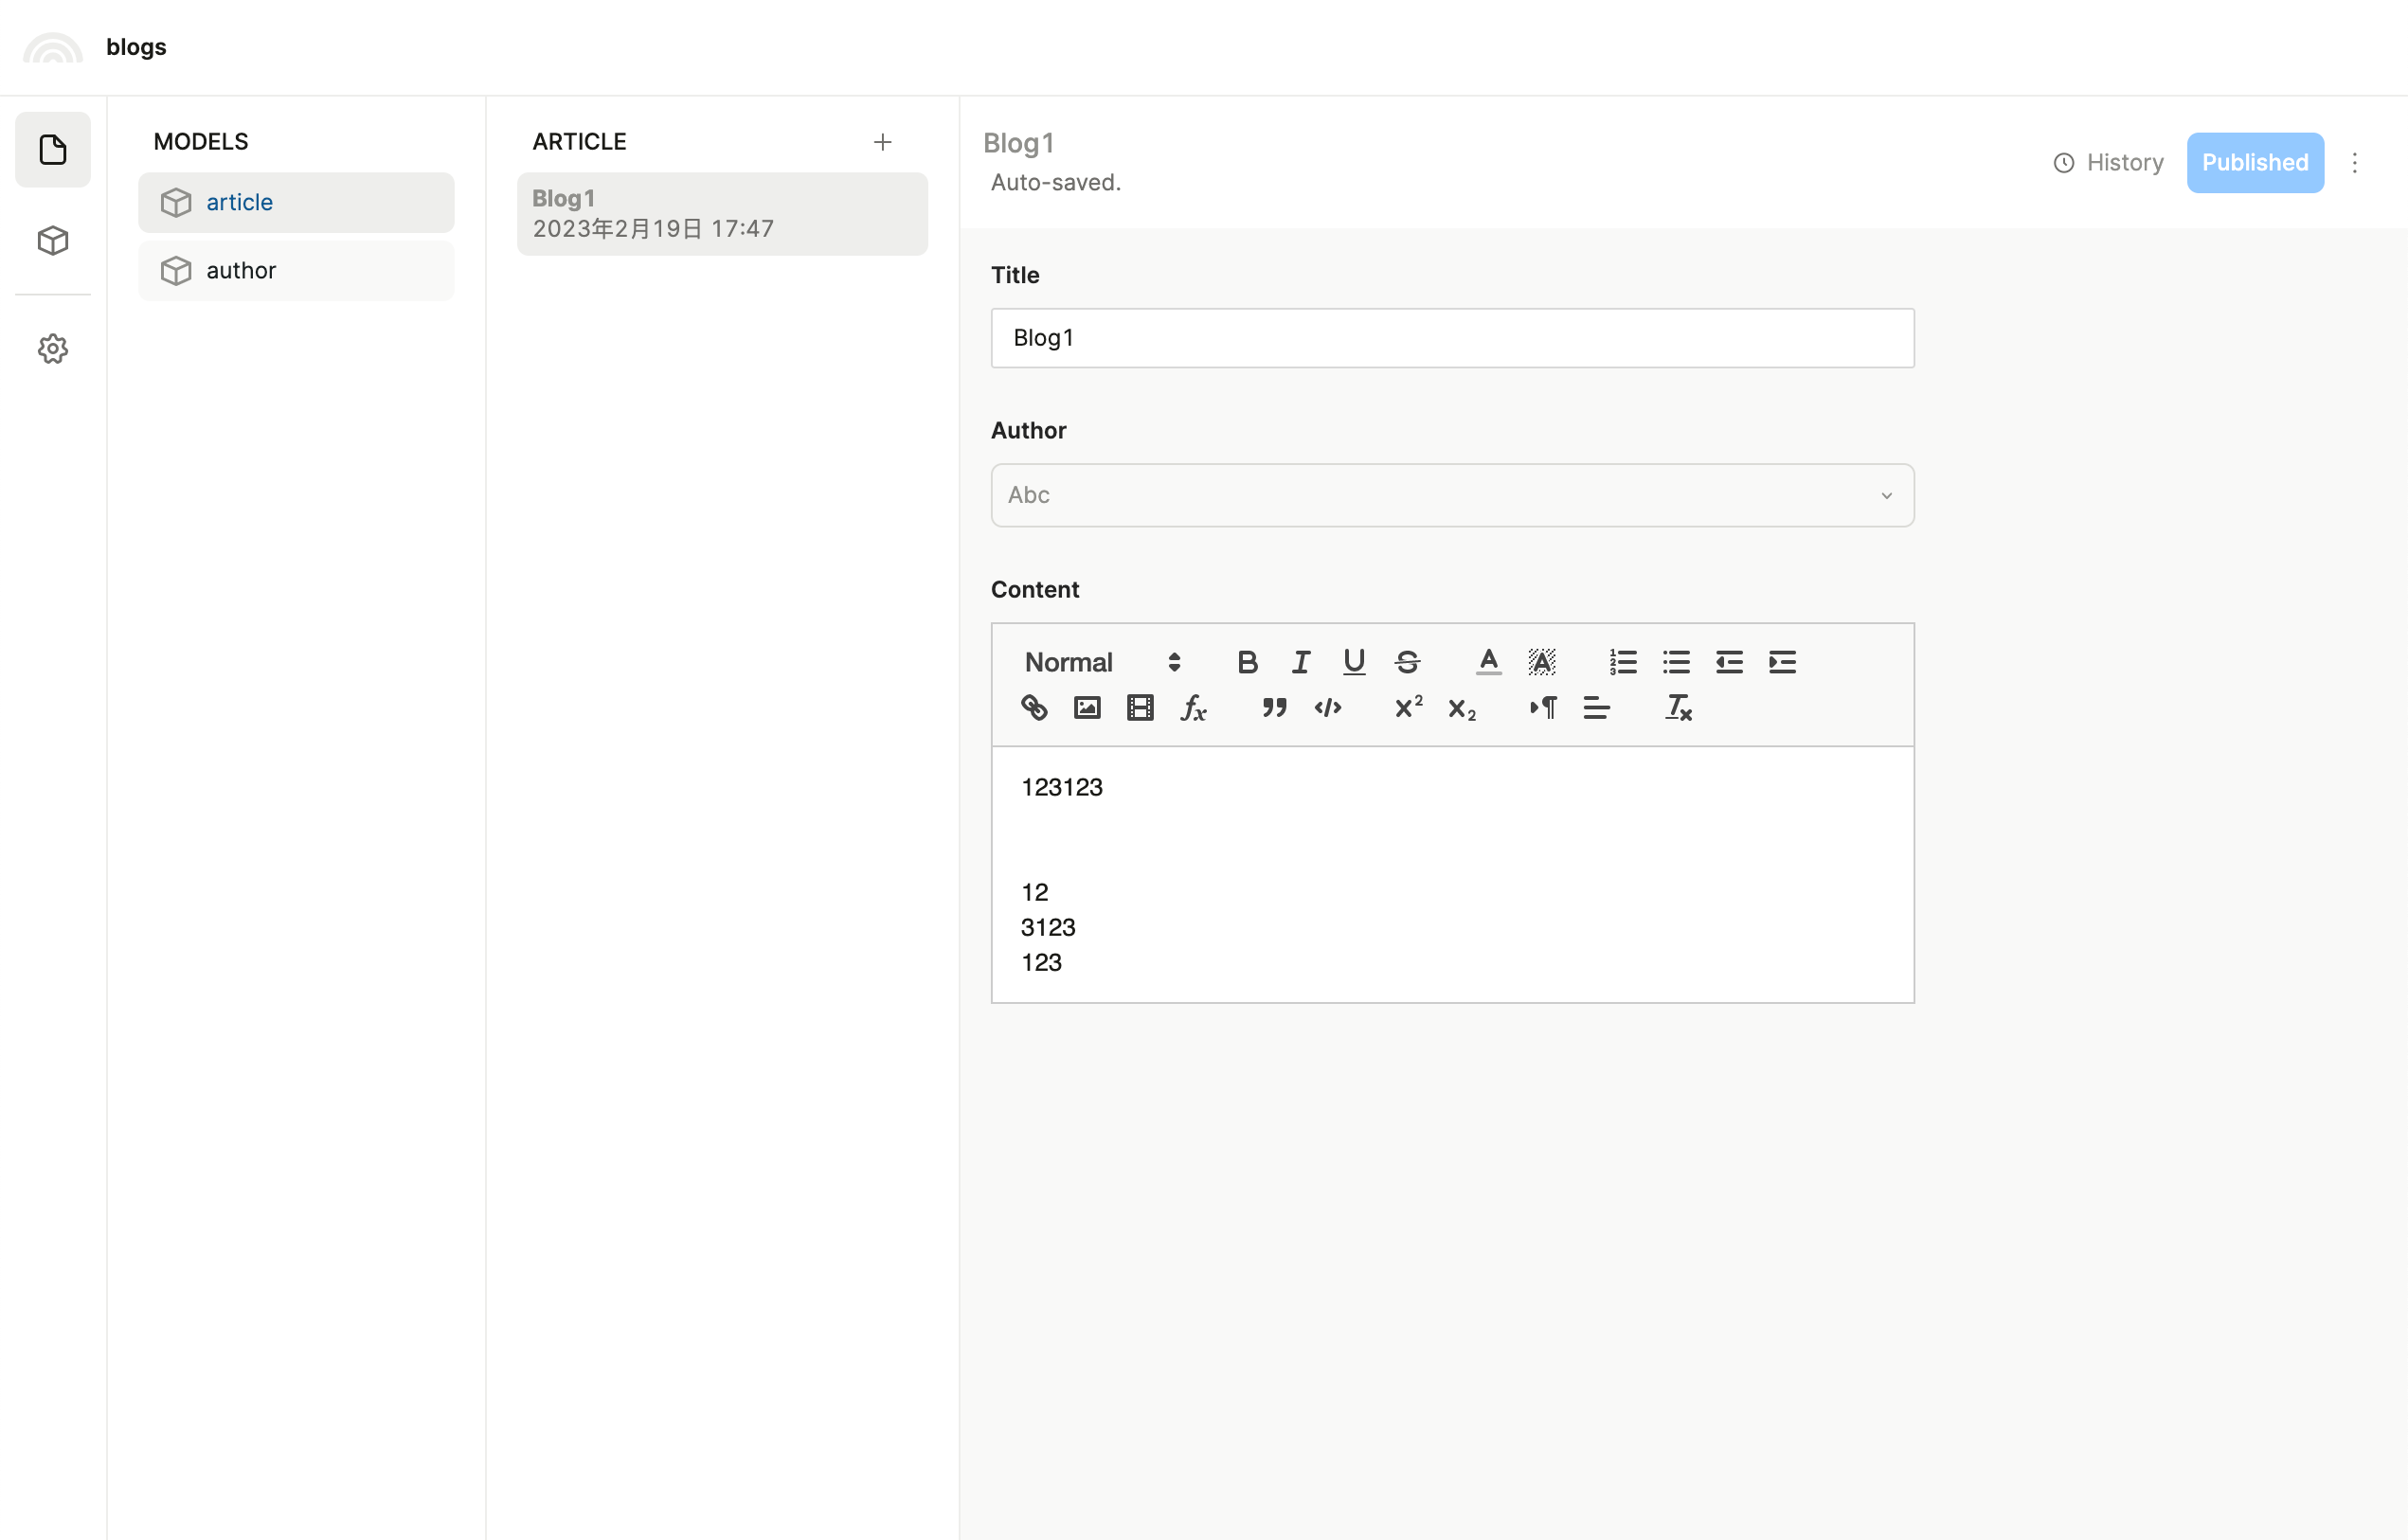 blogs
MODELS
article
author
ARTICLE
Blog1
2023年2月19日 17:47
Blog1
Auto-saved.
History
Published
Title
Blog1
Author
Abc
Content
Normal
123123
12
3123
123